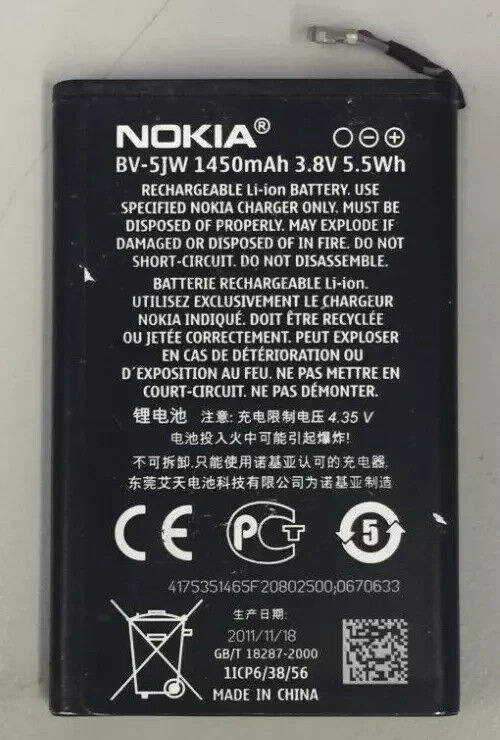 NOKIA®
BV-5JW 1450mAh 3.8V 5.5Wh
RECHARGEABLE Li-ion BATTERY. USE
SPECIFIED NOKIA CHARGER ONLY. MUST BE
DISPOSED OF PROPERLY. MAY EXPLODE IF
DAMAGED OR DISPOSED OF IN FIRE. DO NOT
SHORT-CIRCUIT. DO NOT DISASSEMBLE.
BATTERIE RECHARGEABLE Li-ion.
UTILISEZ EXCLUSIVEMENT LE CHARGEUR
NOKIA INDIQUÉ. DOIT ÊTRE RECYCLÉE
OU JETÉE CORRECTEMENT. PEUT EXPLOSER
EN CAS DE DÉTÉRIORATION OU
D'EXPOSITION AU FEU. NE PAS METTRE EN
COURT-CIRCUIT. NE PAS DÉMONTER.
锂电池 注意: 充电限制电压 4.35 V
电池投入火中可能引起爆炸!
不可拆卸.只能使用诺基亚认可的充电器.
东莞艾天电池科技有限公司为诺基亚制造
CE PCT 5
4175351465F20802500;0670633
生产日期:
2011/11/18
GB/T 18287-2000
1ICP6/38/56
MADE IN CHINA